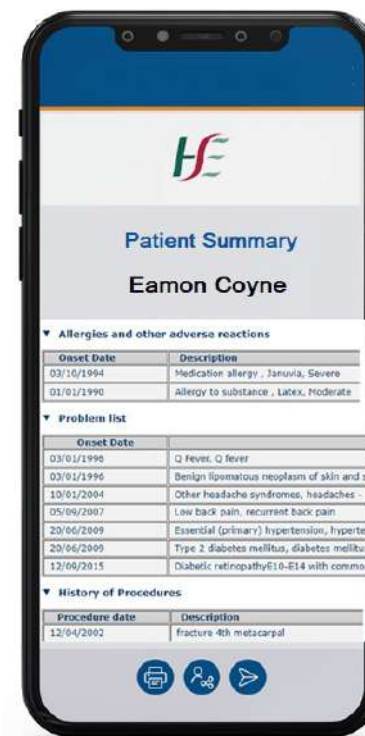 HSE
Patient Summary
Eamon Coyne
▼ Allergies and other adverse reactions
Onset Date Description
03/10/1994 Medication allergy , Januvia, Severe
01/01/1990 Allergy to substance , Latex, Moderate
▼ Problem list
Onset Date
03/01/1996 Q Fever, Q fever
03/01/1996 Benign lipomatous neoplasm of skin and s
10/01/2004 Other headache syndromes, headaches -
05/09/2007 Low back pain, recurrent back pain
20/06/2009 Essential (primary) hypertension, hyperte
20/06/2009 Type 2 diabetes mellitus, diabetes mellitu
12/09/2015 Diabetic retinopathyE10-E14 with commo
▼ History of Procedures
Procedure date Description
12/04/2002 fracture 4th metacarpal